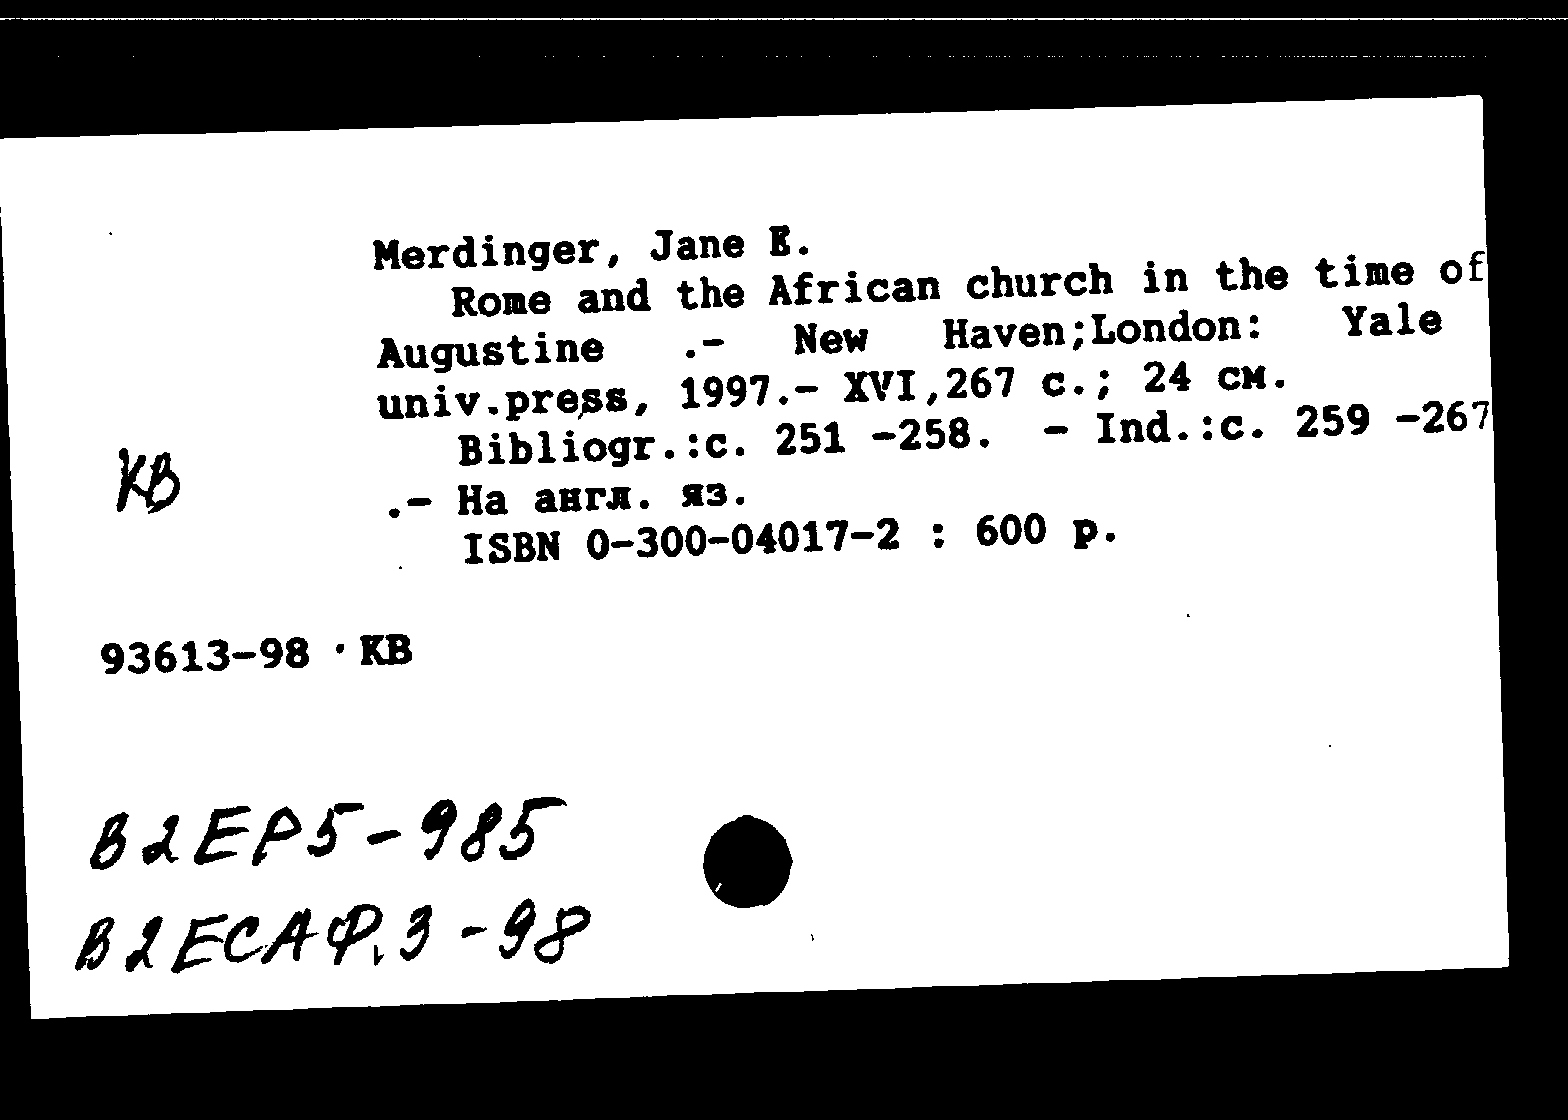 Merdinger, Jane E.
Rome and the African church in the time of
Augustine .- New Haven;London: Yale
univ.press, 1997.- XVI,267 с.; 24 см.
Bibliogr.:с. 251 -258. - Ind.:с. 259 -267
.- На англ. яз.
ISBN 0-300-04017-2 : 600 р.
КВ
93613-98 · КВ
В2ЕР5-985
В2ЕСАФ.3-98